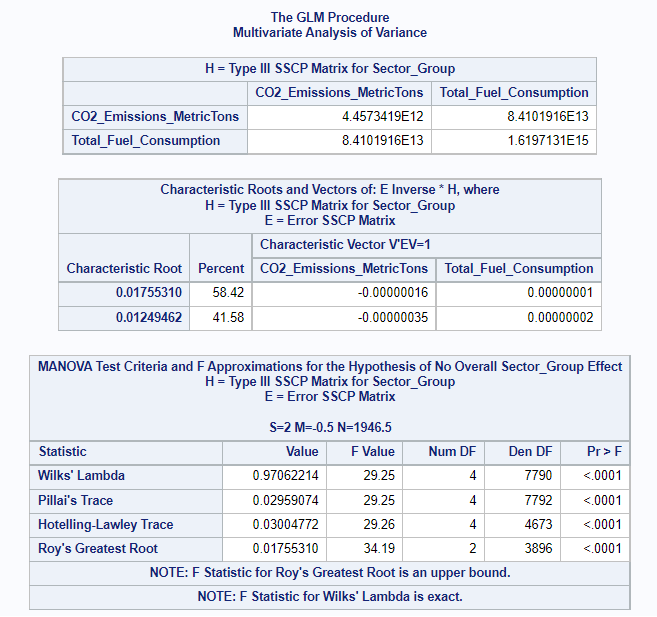 The GLM Procedure
Multivariate Analysis of Variance
H = Type III SSCP Matrix for Sector_Group
CO2_Emissions_MetricTons Total_Fuel_Consumption
CO2_Emissions_MetricTons 4.4573419E12 8.4101916E13
Total_Fuel_Consumption 8.4101916E13 1.6197131E15
Characteristic Roots and Vectors of: E Inverse * H, where
H = Type III SSCP Matrix for Sector_Group
E = Error SSCP Matrix
Characteristic Vector V'EV=1
Characteristic Root Percent CO2_Emissions_MetricTons Total_Fuel_Consumption
0.01755310 58.42 -0.00000016 0.00000001
0.01249462 41.58 -0.00000035 0.00000002
MANOVA Test Criteria and F Approximations for the Hypothesis of No Overall Sector_Group Effect
H = Type III SSCP Matrix for Sector_Group
E = Error SSCP Matrix
S=2 M=-0.5 N=1946.5
Statistic Value F Value Num DF Den DF Pr > F
Wilks' Lambda 0.97062214 29.25 4 7790 <.0001
Pillai's Trace 0.02959074 29.25 4 7792 <.0001
Hotelling-Lawley Trace 0.03004772 29.26 4 4673 <.0001
Roy's Greatest Root 0.01755310 34.19 2 3896 <.0001
NOTE: F Statistic for Roy's Greatest Root is an upper bound.
NOTE: F Statistic for Wilks' Lambda is exact.